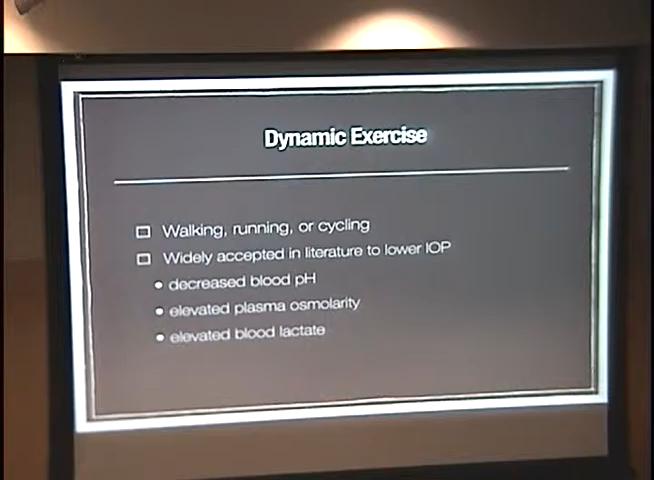 Dynamic Exercise
Walking, running, or cycling
Widely accepted in literature to lower IOP
decreased blood pH
elevated plasma osmolarity
elevated blood lactate